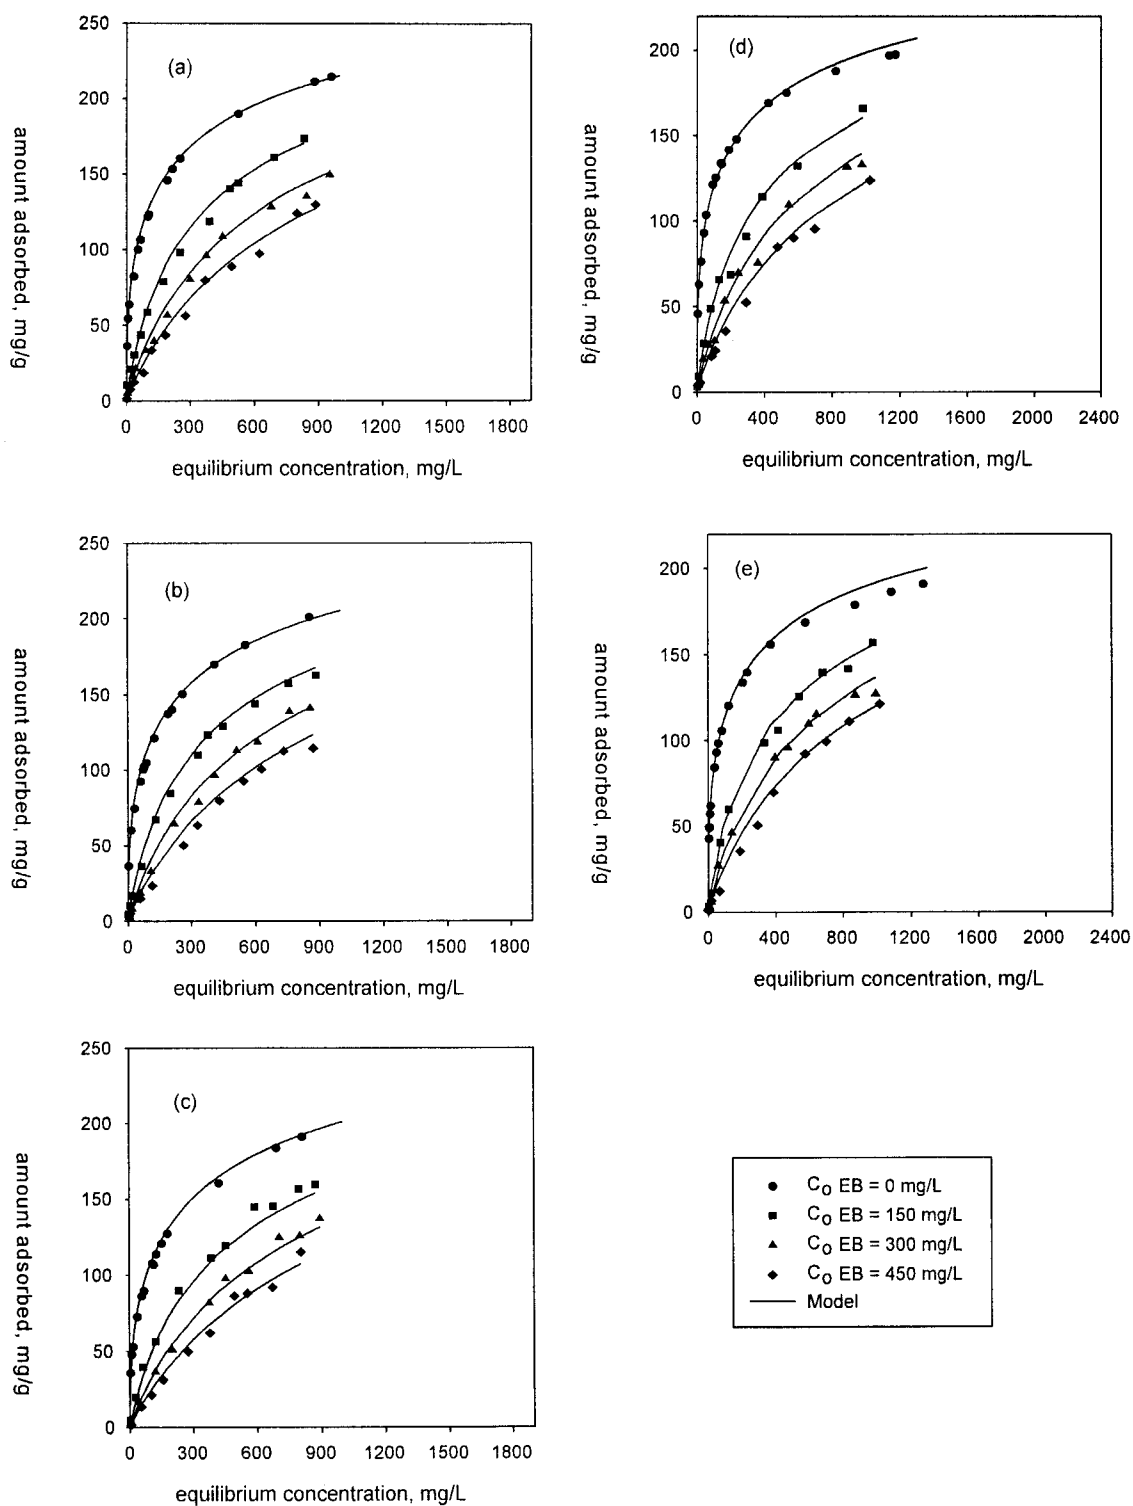 250
200
150
100
50
0
amount adsorbed, mg/g
(a)
0 300 600 900 1200 1500 1800
equilibrium concentration, mg/L
200
150
100
50
0
amount adsorbed, mg/g
(d)
0 400 800 1200 1600 2000 2400
equilibrium concentration, mg/L
250
200
150
100
50
0
amount adsorbed, mg/g
(b)
0 300 600 900 1200 1500 1800
equilibrium concentration, mg/L
200
150
100
50
0
amount adsorbed, mg/g
(e)
0 400 800 1200 1600 2000 2400
equilibrium concentration, mg/L
250
200
150
100
50
0
amount adsorbed, mg/g
(c)
0 300 600 900 1200 1500 1800
equilibrium concentration, mg/L
Co EB = 0 mg/L
Co EB = 150 mg/L
Co EB = 300 mg/L
Co EB = 450 mg/L
Model